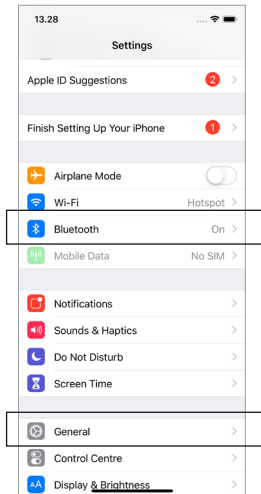 13.28
Settings
Apple ID Suggestions 2
Finish Setting Up Your iPhone 1
Airplane Mode
Wi-Fi Hotspot
Bluetooth On
Mobile Data No SIM
Notifications
Sounds & Haptics
Do Not Disturb
Screen Time
General
Control Centre
AA Display & Brightness